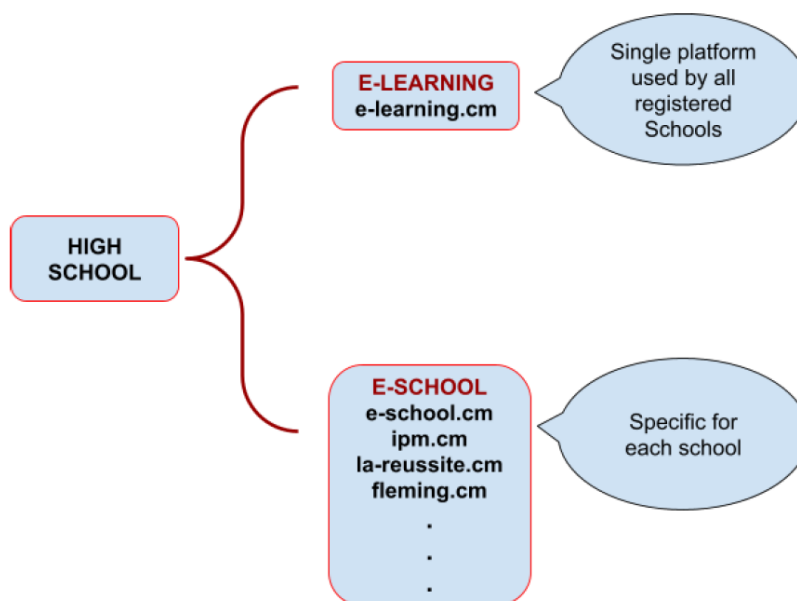 HIGH
SCHOOL
E-LEARNING
e-learning.cm
Single platform
used by all
registered
Schools
E-SCHOOL
e-school.cm
ipm.cm
la-reussite.cm
fleming.cm
.
.
.
Specific for
each school